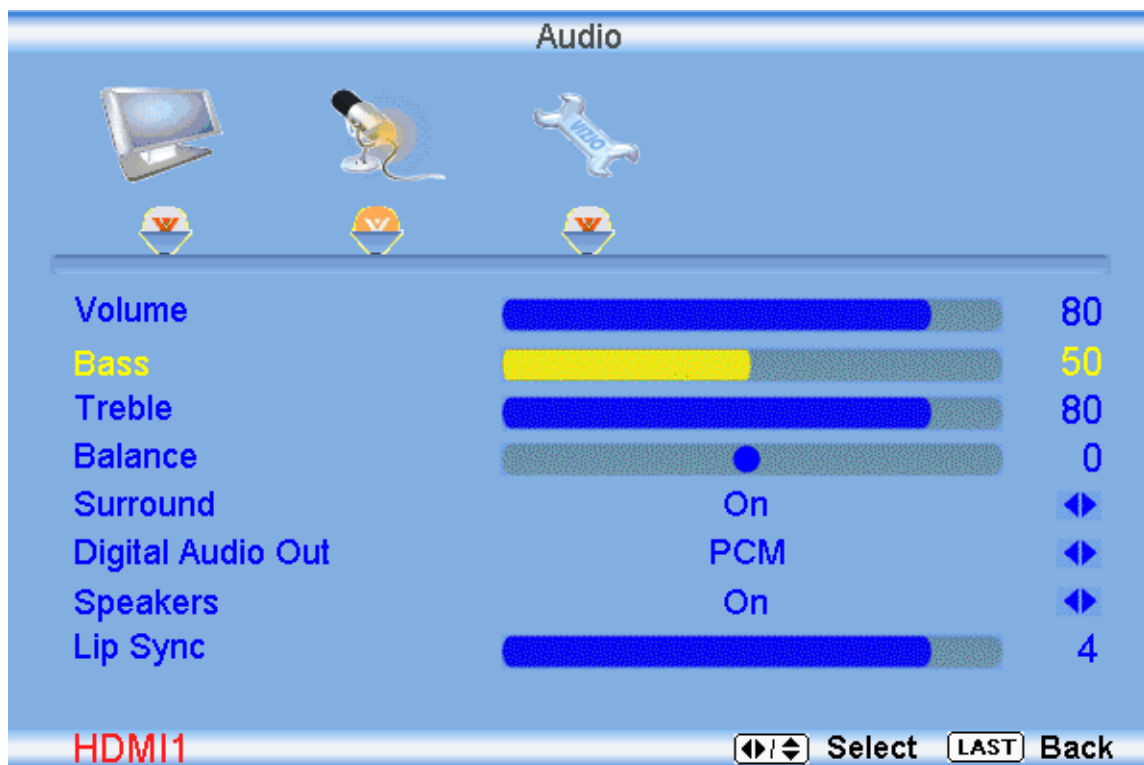 Audio
VIZIO
Volume 80
Bass 50
Treble 80
Balance 0
Surround On
Digital Audio Out PCM
Speakers On
Lip Sync 4
HDMI1 / Select LAST Back